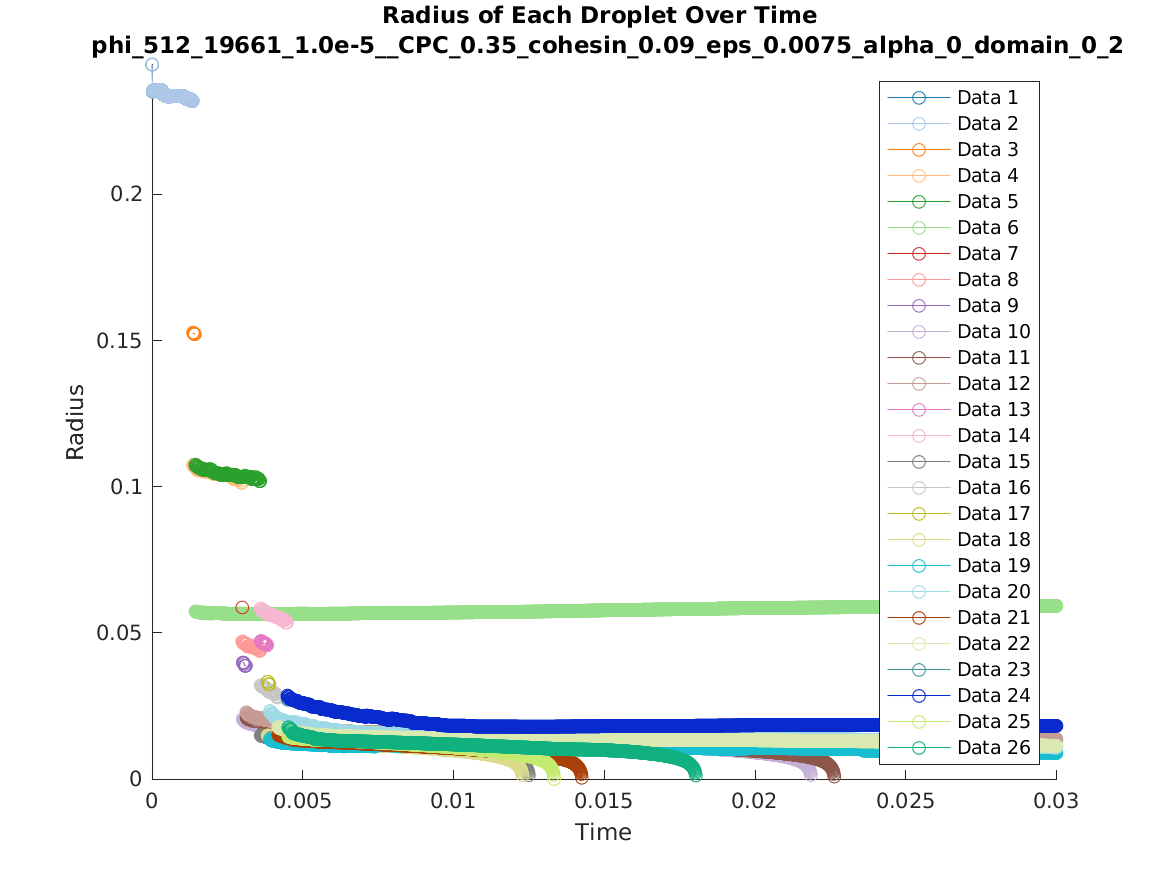 Radius of Each Droplet Over Time
phi_512_19661_1.0e-5__CPC_0.35_cohesin_0.09_eps_0.0075_alpha_0_domain_0_2
Radius
0.2
0.15
0.1
0.05
0
0
0.005
0.01
0.015
0.02
0.025
0.03
Time
Data 1
Data 2
Data 3
Data 4
Data 5
Data 6
Data 7
Data 8
Data 9
Data 10
Data 11
Data 12
Data 13
Data 14
Data 15
Data 16
Data 17
Data 18
Data 19
Data 20
Data 21
Data 22
Data 23
Data 24
Data 25
Data 26